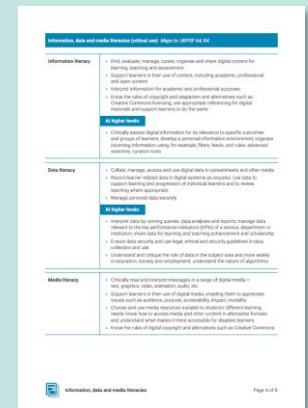 Information, data and media literacies (critical use) Maps to UKPSF A4, K4
Information literacy
Find, evaluate, manage, curate, organise and share digital content for
learning, teaching and assessment
Support learners in their use of content, including academic, professional
and open content
Interpret information for academic and professional purposes
Know the rules of copyright and plagiarism and alternatives such as
Creative Commons licensing; use appropriate referencing for digital
materials and support learners to do the same
At higher levels:
Critically assess digital information for its relevance to specific outcomes
and groups of learners; develop a personal information environment; organise
incoming information using, for example, filters, feeds, sort rules, advanced
searches, curation tools
Data literacy
Collate, manage, access and use digital data in spreadsheets and other media
Record learner-related data in digital systems as required; Use data to
support learning and progression of individual learners and to review
teaching where appropriate
Manage personal data securely
At higher levels:
Interpret data by running queries, data analyses and reports; manage data
relevant to the key performance indicators (KPIs) of a service, department or
institution; share data for learning and teaching enhancement and scholarship
Ensure data security and use legal, ethical and security guidelines in data
collection and use
Understand and critique the role of data in the subject area and more widely
in education, society and employment; understand the nature of algorithms
Media literacy
Critically read and interpret messages in a range of digital media –
text, graphics, video, animation, audio, etc
Support learners in their use of digital media, enabling them to appreciate
issues such as audience, purpose, accessibility, impact, modality
Choose and use media resources suitable to students' different learning
needs; know how to access media and other content in alternative formats
and understand what makes it more accessible for disabled learners
Know the rules of digital copyright and alternatives such as Creative Commons
Information, data and media literacies
Page 4 of 8